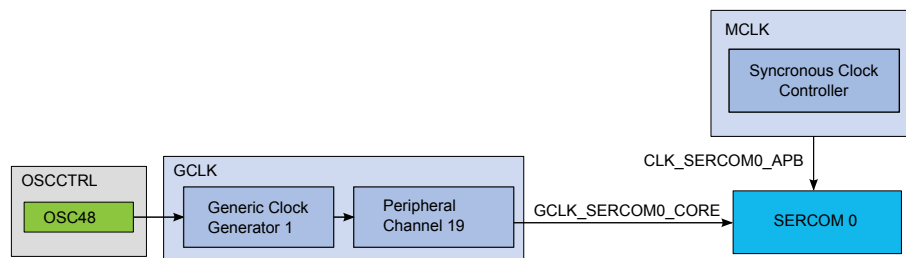 MCLK
Syncronous Clock
Controller
CLK_SERCOM0_APB
OSCCTRL
OSC48
GCLK
Generic Clock
Generator 1
Peripheral
Channel 19
GCLK_SERCOM0_CORE
SERCOM 0